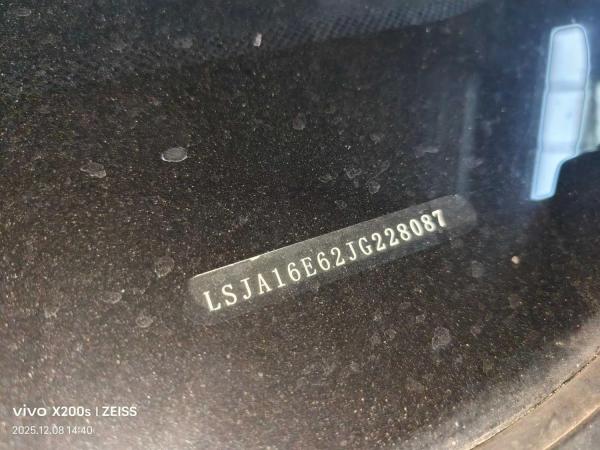 LSJA16E62JG228087
vivo X200s | ZEISS
2025.12.08 14:40